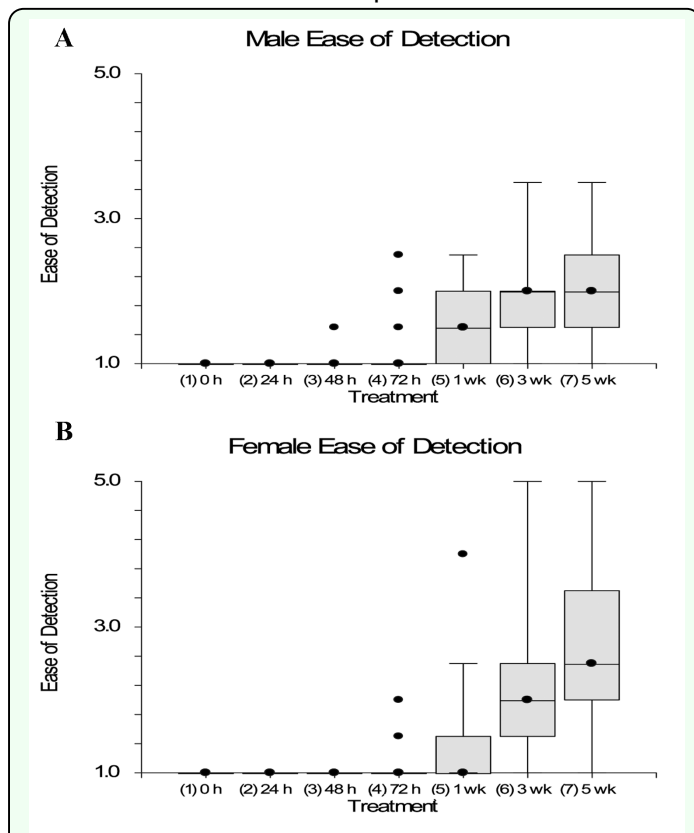 A
Male Ease of Detection
5.0
3.0
1.0
Ease of Detection
(1) 0 h (2) 24 h (3) 48 h (4) 72 h (5) 1 wk (6) 3 wk (7) 5 wk
Treatment
B
Female Ease of Detection
5.0
3.0
1.0
Ease of Detection
(1) 0 h (2) 24 h (3) 48 h (4) 72 h (5) 1 wk (6) 3 wk (7) 5 wk
Treatment